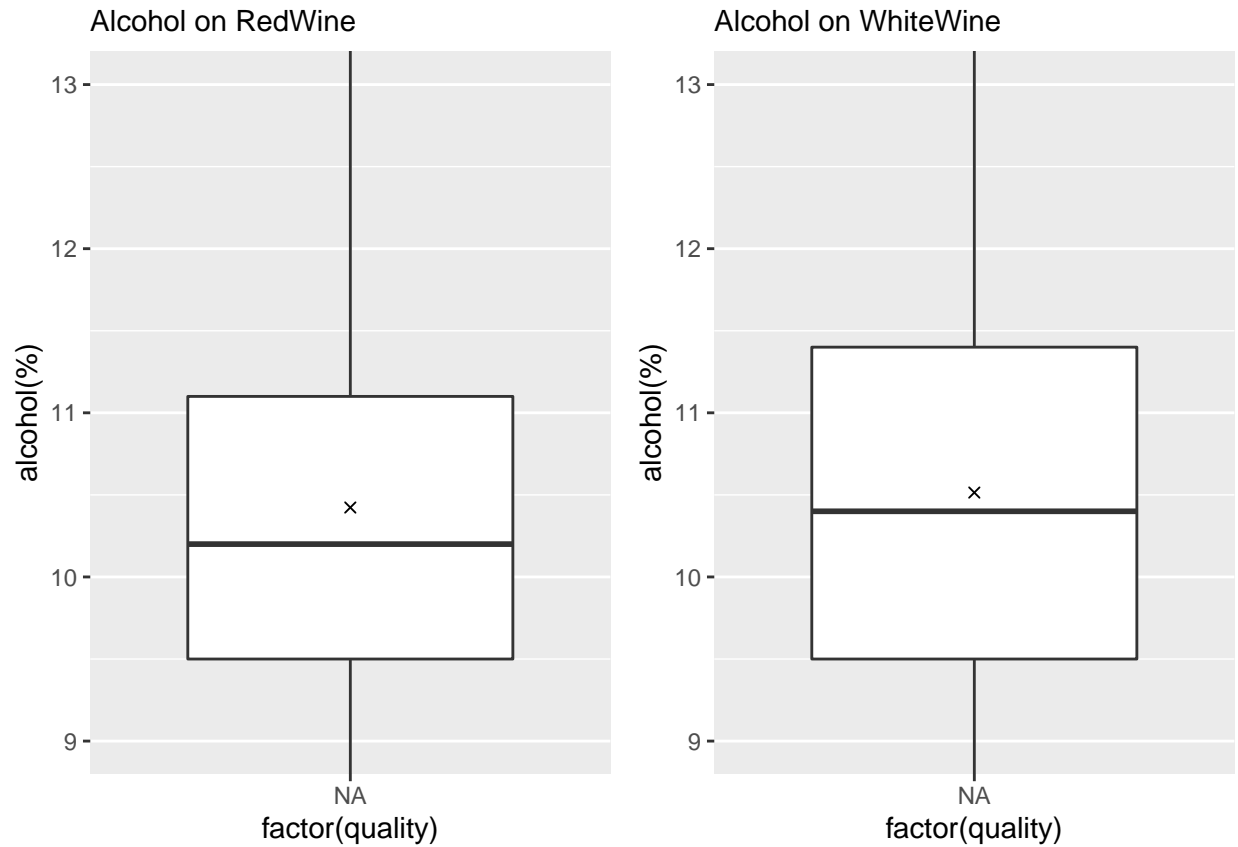 Alcohol on RedWine
13
12
11
10
9
alcohol(%)
NA
factor(quality)
Alcohol on WhiteWine
13
12
11
10
9
alcohol(%)
NA
factor(quality)